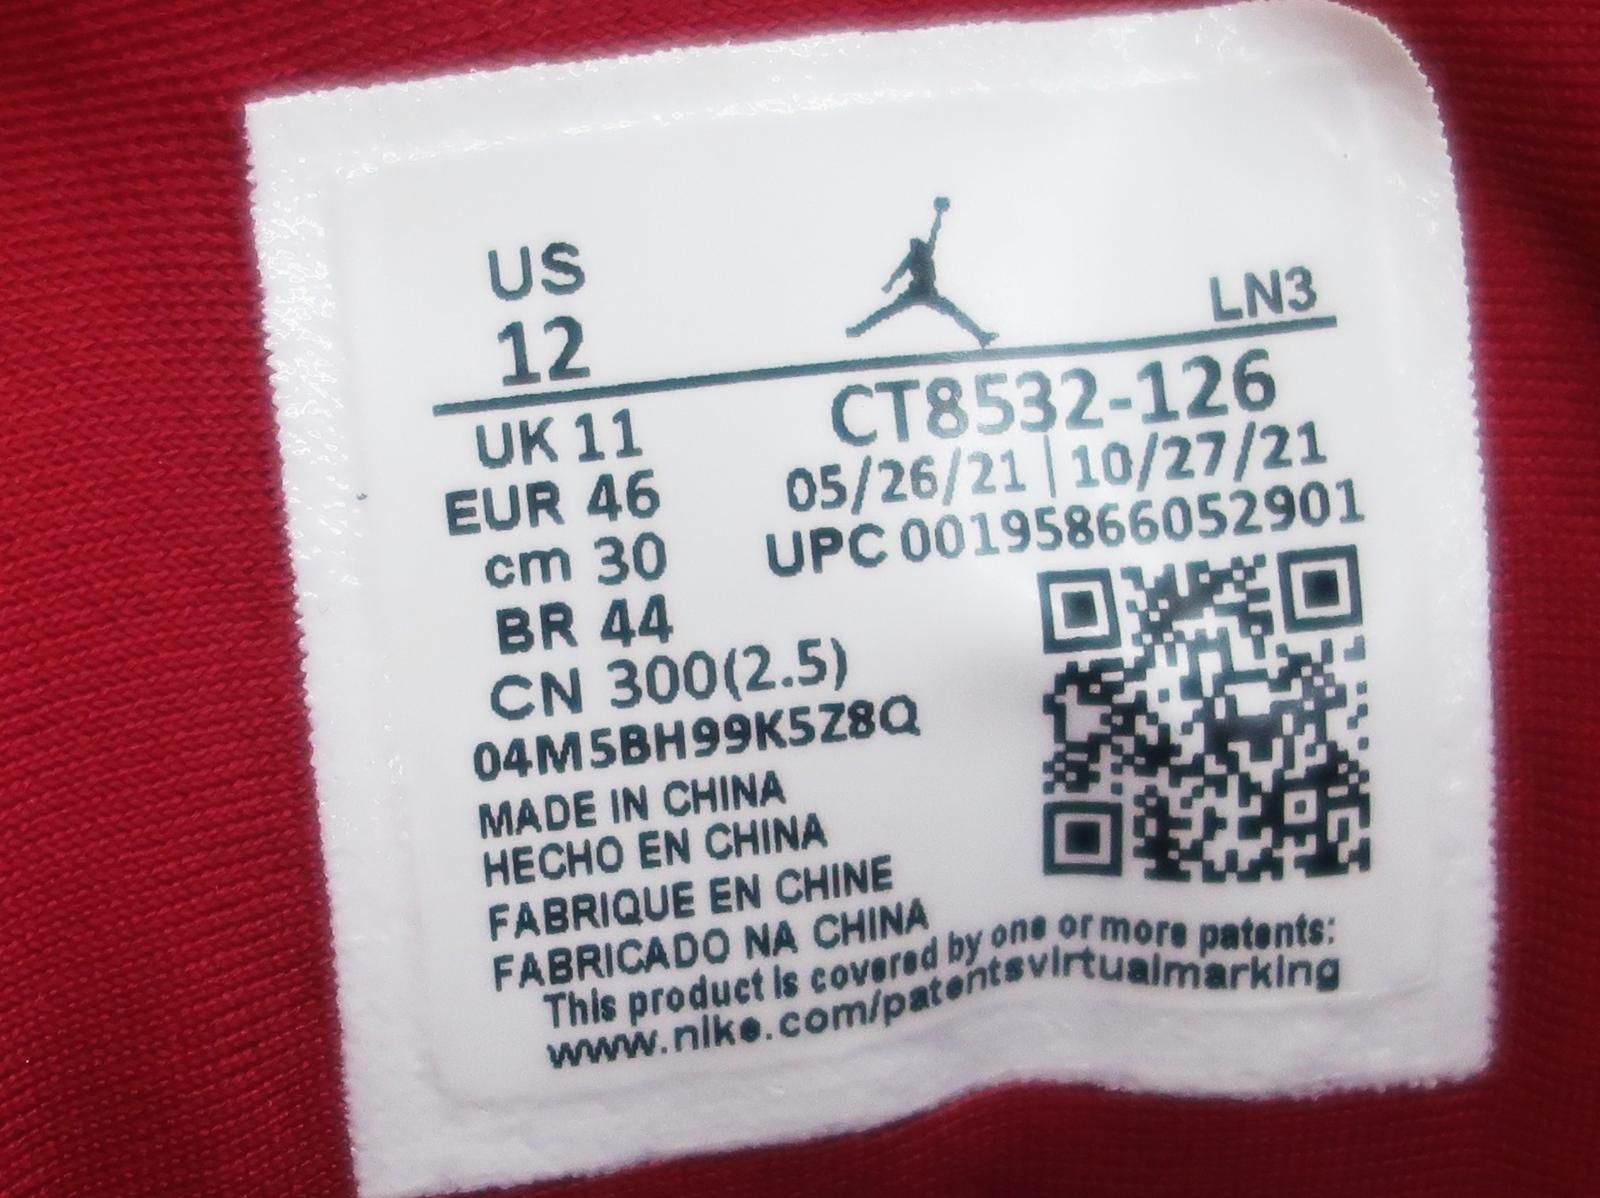 US
12
LN3
UK 11
EUR 46
cm 30
BR 44
CN 300(2.5)
CT8532-126
05/26/21 | 10/27/21
UPC 00195866052901
04M5BH99K5Z8Q
MADE IN CHINA
HECHO EN CHINA
FABRIQUE EN CHINE
FABRICADO NA CHINA
This product is covered by one or more patents:
www.nike.com/patentsvirtualmarking